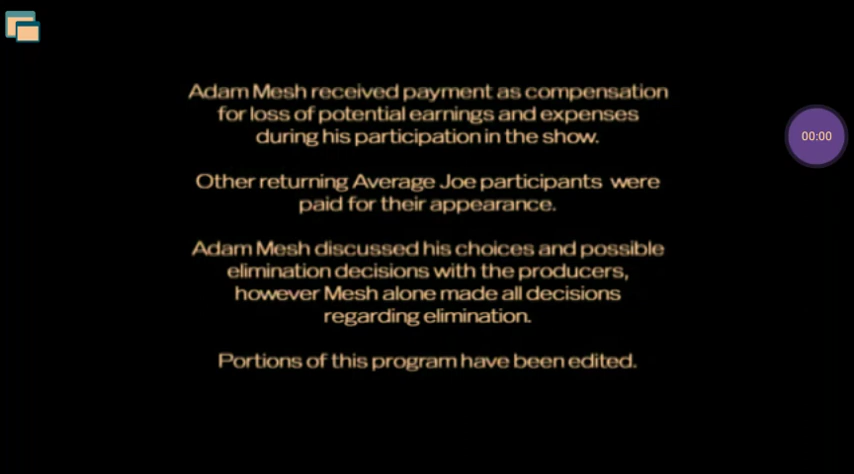 Adam Mesh received payment as compensation
for loss of potential earnings and expenses
during his participation in the show.
Other returning Average Joe participants were
paid for their appearance.
Adam Mesh discussed his choices and possible
elimination decisions with the producers,
however Mesh alone made all decisions
regarding elimination.
Portions of this program have been edited.
00:00